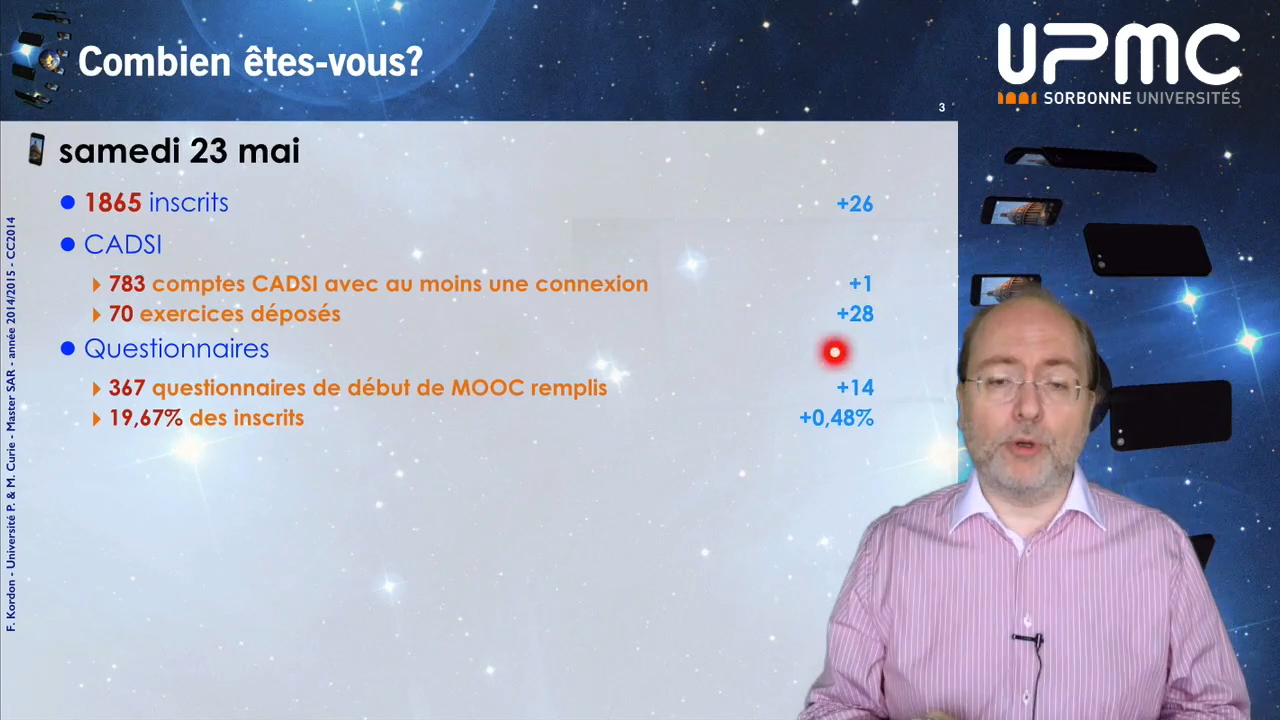 Combien êtes-vous?
UPMC
SORBONNE UNIVERSITÉS
3
samedi 23 mai
1865 inscrits +26
CADSI
783 comptes CADSI avec au moins une connexion +1
70 exercices déposés +28
Questionnaires
367 questionnaires de début de MOOC remplis +14
19,67% des inscrits +0,48%
F. Kordon - Université P. & M. Curie - Master SAR - année 2014/2015 - CC2014